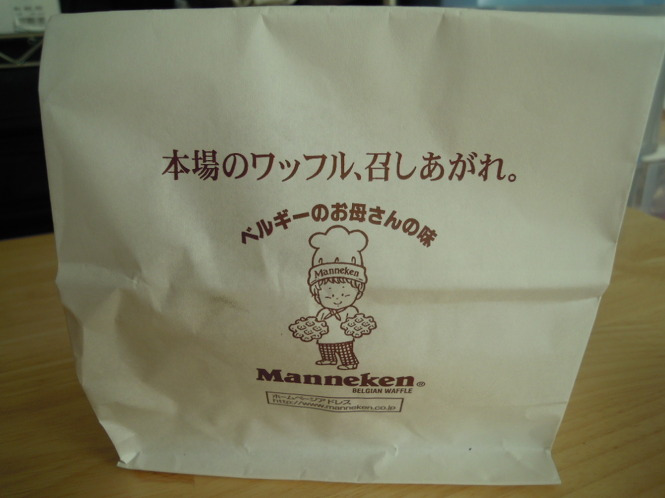 本場のワッフル、召しあがれ。
ベルギーのお母さんの味
Manneken
Manneken®
BELGIAN WAFFLE
ホームページアドレス
http://www.manneken.co.jp